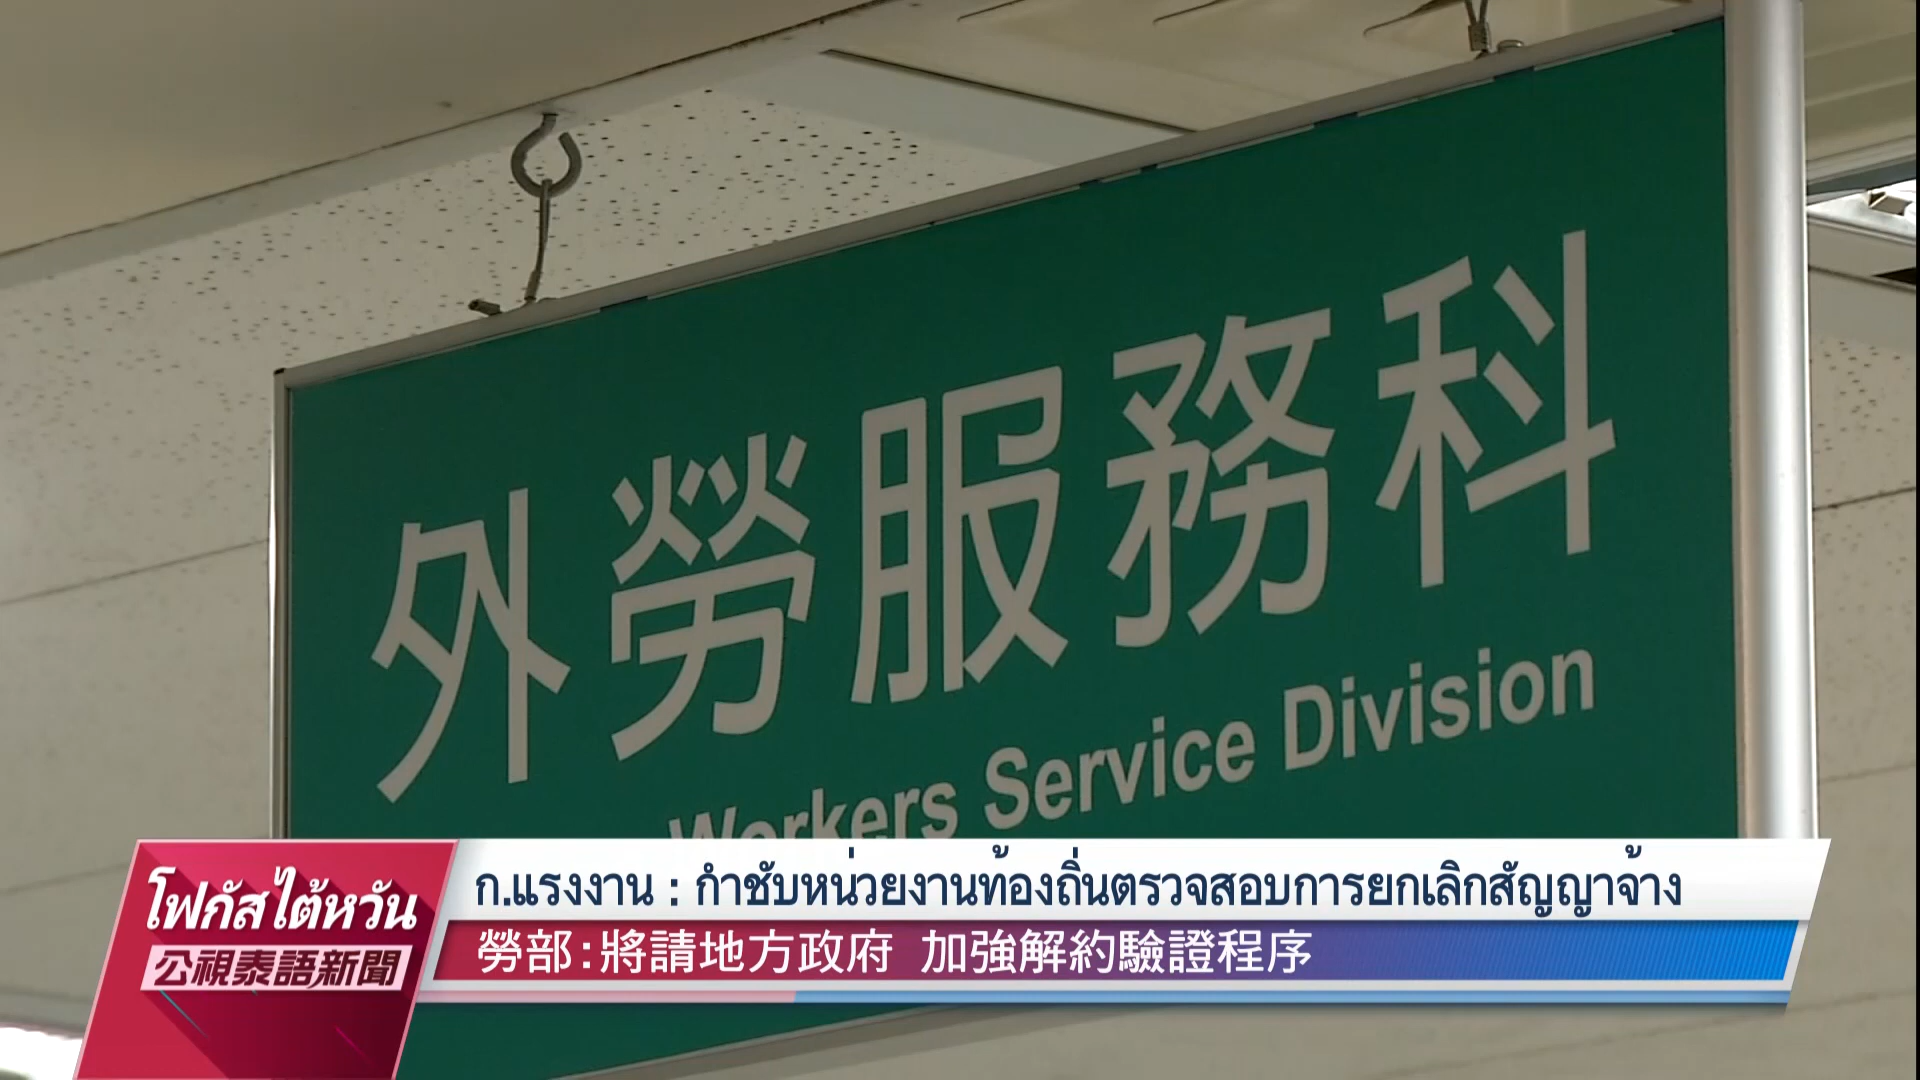 外勞服務科
Workers Service Division
โฟกัสไต้หวัน
公視泰語新聞
ก.แรงงาน : กำชับหน่วยงานท้องถิ่นตรวจสอบการยกเลิกสัญญาจ้าง
勞部:將請地方政府 加強解約驗證程序